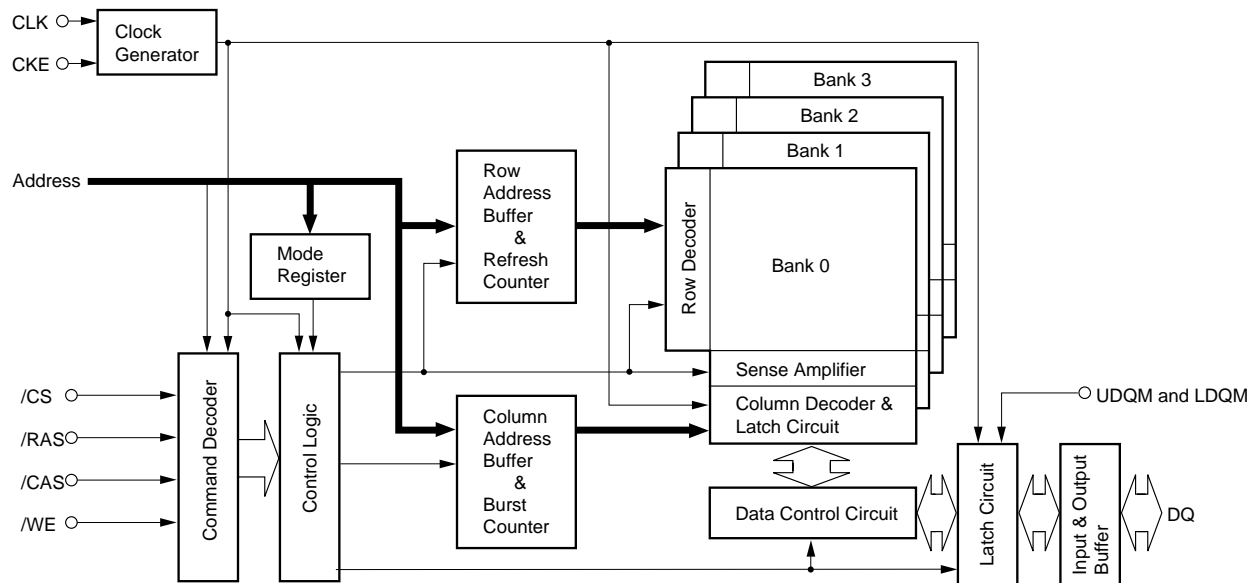 CLK
CKE
Clock
Generator
Bank 3
Bank 2
Bank 1
Address
Row
Address
Buffer
&
Refresh
Counter
Mode
Register
Row Decoder
Bank 0
Sense Amplifier
Column Decoder &
Latch Circuit
/CS
/RAS
/CAS
/WE
Command Decoder
Control Logic
Column
Address
Buffer
&
Burst
Counter
UDQM and LDQM
Data Control Circuit
Latch Circuit
Input & Output
Buffer
DQ